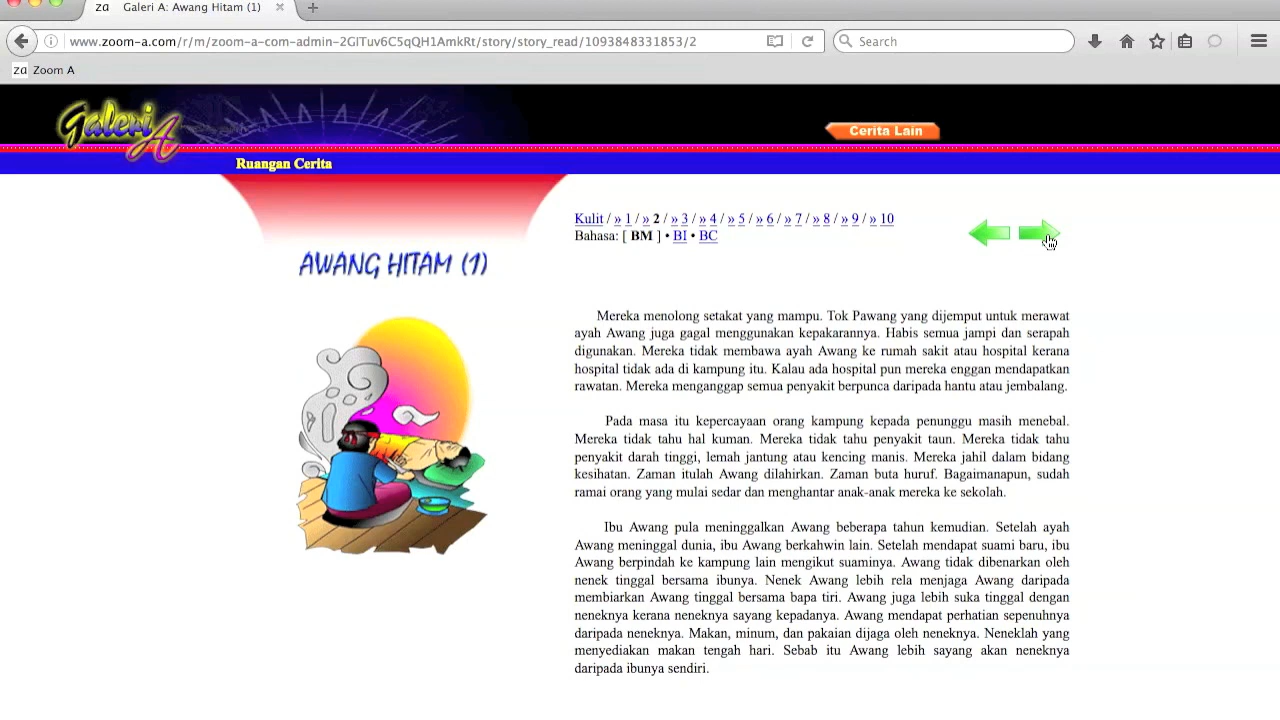 za Galeri A: Awang Hitam (1)
www.zoom-a.com/r/m/zoom-a-com-admin-2GlTuv6C5qQH1AmkRt/story/story_read/1093848331853/2
Search
za Zoom A
Galeri A
Cerita Lain
Ruangan Cerita
Kulit / » 1 / » 2 / » 3 / » 4 / » 5 / » 6 / » 7 / » 8 / » 9 / » 10
Bahasa: [ BM ] • BI • BC
AWANG HITAM (1)
Mereka menolong setakat yang mampu. Tok Pawang yang dijemput untuk merawat
ayah Awang juga gagal menggunakan kepakarannya. Habis semua jampi dan serapah
digunakan. Mereka tidak membawa ayah Awang ke rumah sakit atau hospital kerana
hospital tidak ada di kampung itu. Kalau ada hospital pun mereka enggan mendapatkan
rawatan. Mereka menganggap semua penyakit berpunca daripada hantu atau jembalang.
Pada masa itu kepercayaan orang kampung kepada penunggu masih menebal.
Mereka tidak tahu hal kuman. Mereka tidak tahu penyakit taun. Mereka tidak tahu
penyakit darah tinggi, lemah jantung atau kencing manis. Mereka jahil dalam bidang
kesihatan. Zaman itulah Awang dilahirkan. Zaman buta huruf. Bagaimanapun, sudah
ramai orang yang mulai sedar dan menghantar anak-anak mereka ke sekolah.
Ibu Awang pula meninggalkan Awang beberapa tahun kemudian. Setelah ayah
Awang meninggal dunia, ibu Awang berkahwin lain. Setelah mendapat suami baru, ibu
Awang berpindah ke kampung lain mengikut suaminya. Awang tidak dibenarkan oleh
nenek tinggal bersama ibunya. Nenek Awang lebih rela menjaga Awang daripada
membiarkan Awang tinggal bersama bapa tiri. Awang juga lebih suka tinggal dengan
neneknya kerana neneknya sayang kepadanya. Awang mendapat perhatian sepenuhnya
daripada neneknya. Makan, minum, dan pakaian dijaga oleh neneknya. Neneklah yang
menyediakan makan tengah hari. Sebab itu Awang lebih sayang akan neneknya
daripada ibunya sendiri.